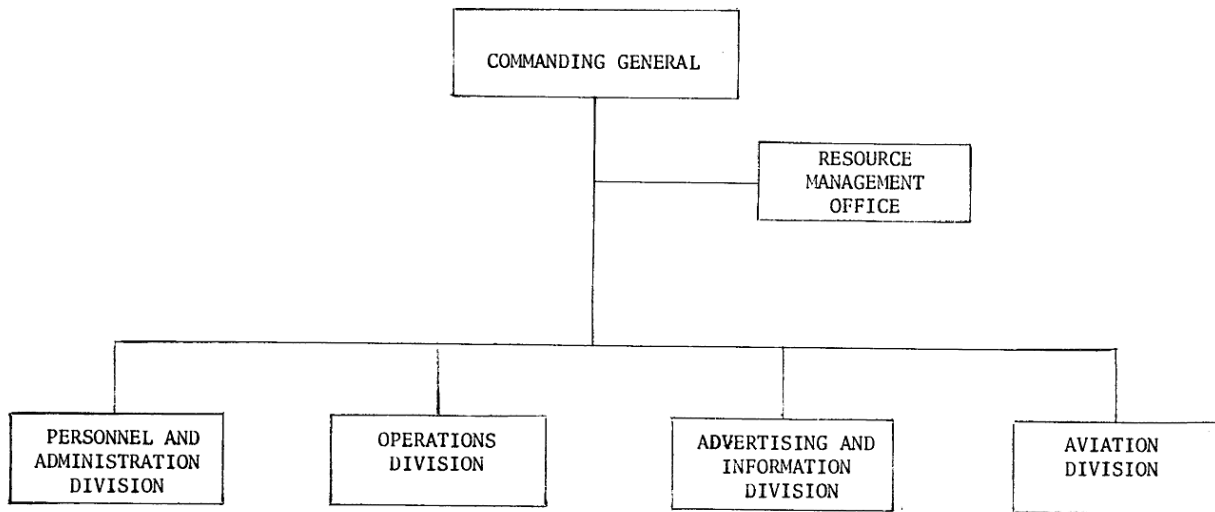 COMMANDING GENERAL
RESOURCE
MANAGEMENT
OFFICE
PERSONNEL AND
ADMINISTRATION
DIVISION
OPERATIONS
DIVISION
ADVERTISING AND
INFORMATION
DIVISION
AVIATION
DIVISION